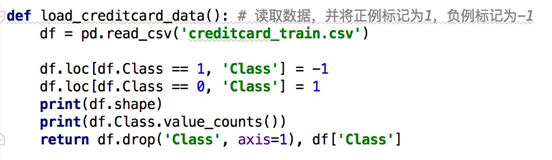 def load_creditcard_data(): # 读取数据，并将正例标记为1，负例标记为-1
    df = pd.read_csv('creditcard_train.csv')
    df.loc[df.Class == 1, 'Class'] = -1
    df.loc[df.Class == 0, 'Class'] = 1
    print(df.shape)
    print(df.Class.value_counts())
    return df.drop('Class', axis=1), df['Class']